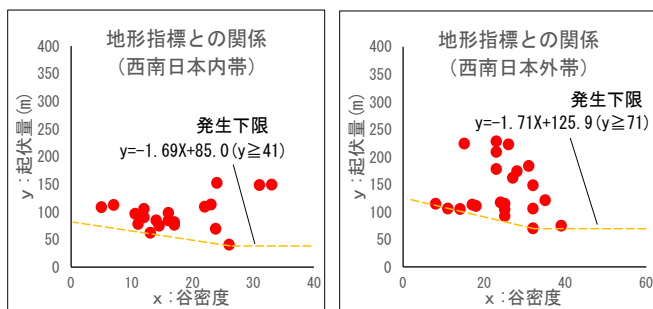 地形指標との関係
(西南日本内帯)
発生下限
y=-1.69X+85.0(y≧41)
y:起伏量(m)
400
350
300
250
200
150
100
50
0
0 10 20 30 40
x:谷密度
地形指標との関係
(西南日本外帯)
発生下限
y=-1.71X+125.9(y≧71)
y:起伏量(m)
400
350
300
250
200
150
100
50
0
0 20 40 60
x:谷密度